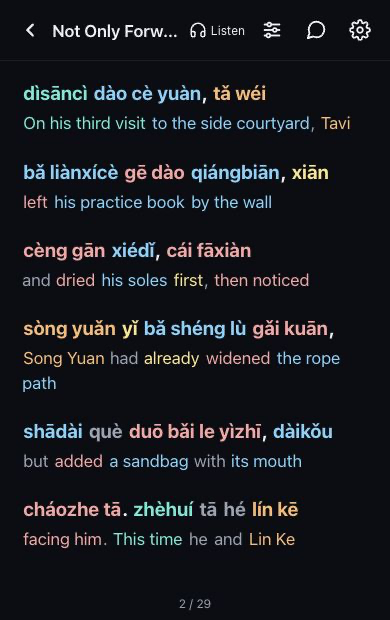 Not Only Forw... Listen
dìsāncì dào cè yuàn, tǎ wéi
On his third visit to the side courtyard, Tavi
bǎ liànxícè gē dào qiángbiān, xiān
left his practice book by the wall
cèng gān xiédǐ, cái fāxiàn
and dried his soles first, then noticed
sòng yuǎn yǐ bǎ shéng lù gǎi kuān,
Song Yuan had already widened the rope
path
shādài què duō bǎi le yìzhī, dàikǒu
but added a sandbag with its mouth
cháozhe tā. zhèhuí tā hé lín kē
facing him. This time he and Lin Ke
2 / 29